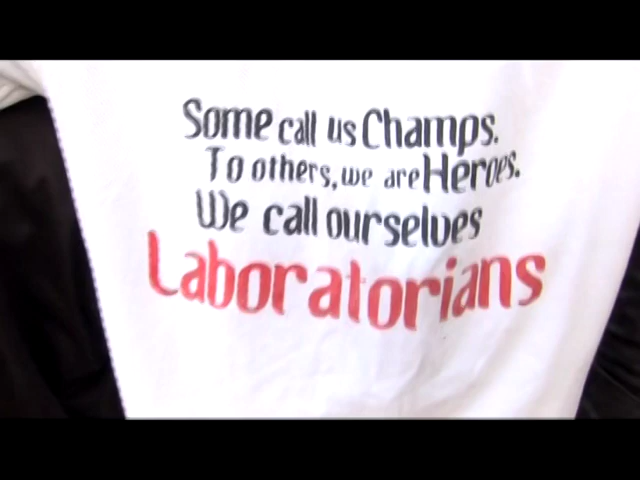 Some call us Champs.
To others, we are Heroes.
We call ourselves
Laboratorians